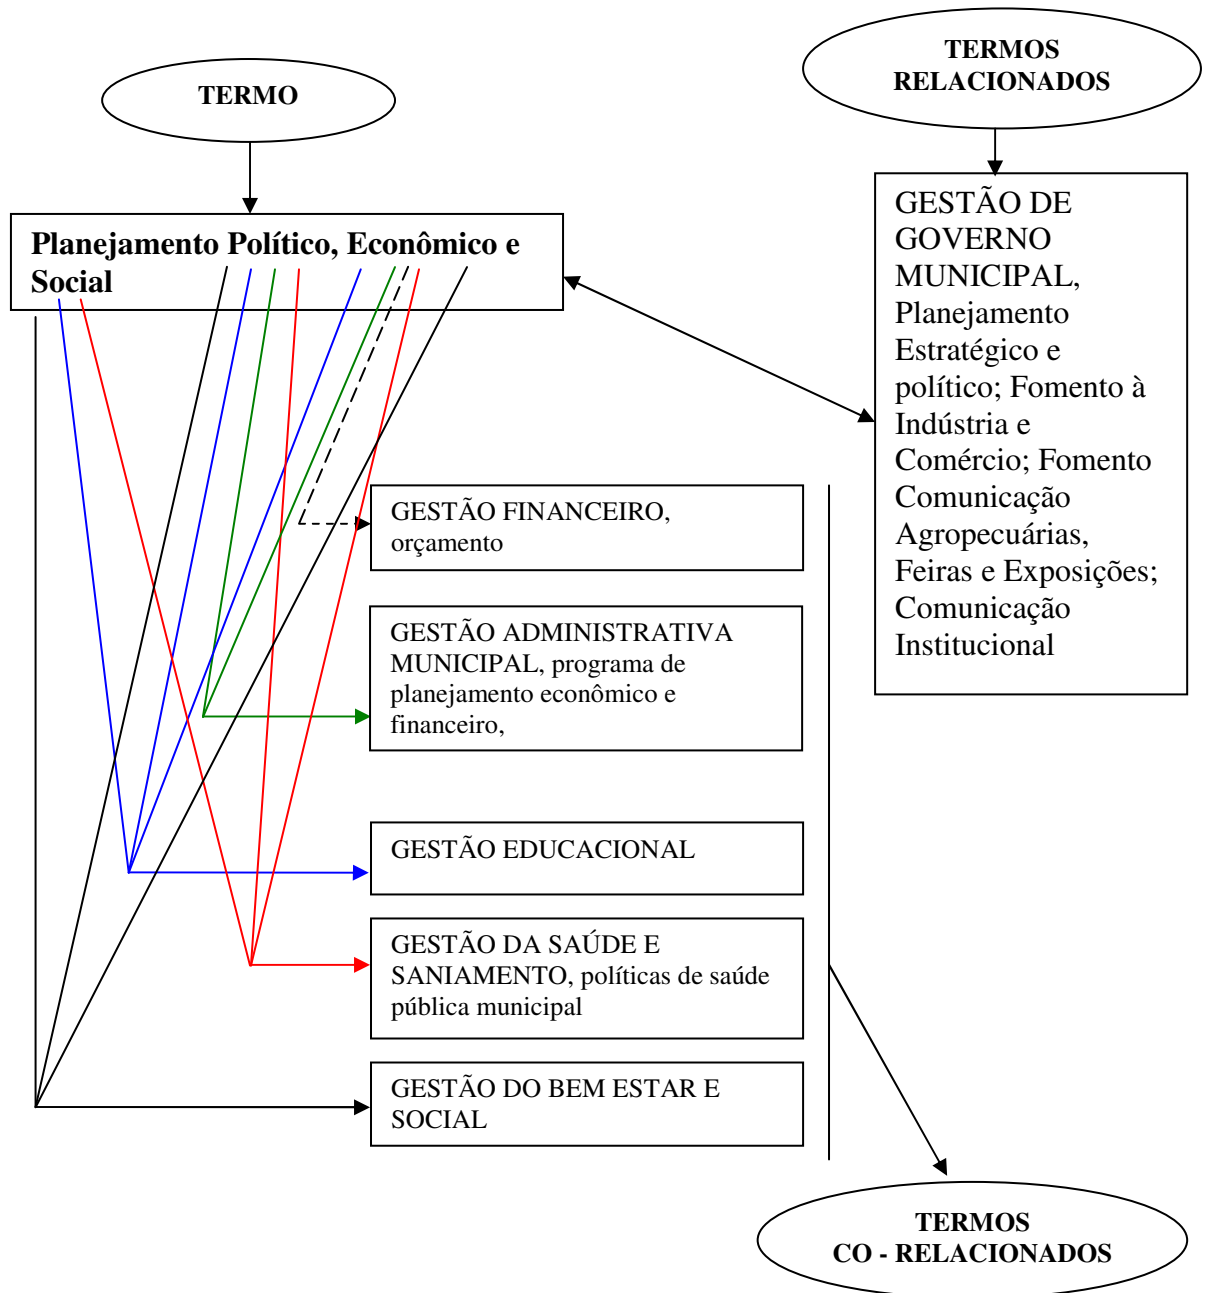 TERMO
TERMOS
RELACIONADOS
Planejamento Político, Econômico e
Social
GESTÃO DE
GOVERNO
MUNICIPAL,
Planejamento
Estratégico e
político; Fomento à
Indústria e
Comércio; Fomento
Comunicação
Agropecuárias,
Feiras e Exposições;
Comunicação
Institucional
GESTÃO FINANCEIRO,
orçamento
GESTÃO ADMINISTRATIVA
MUNICIPAL, programa de
planejamento econômico e
financeiro,
GESTÃO EDUCACIONAL
GESTÃO DA SAÚDE E
SANIAMENTO, políticas de saúde
pública municipal
GESTÃO DO BEM ESTAR E
SOCIAL
TERMOS
CO - RELACIONADOS